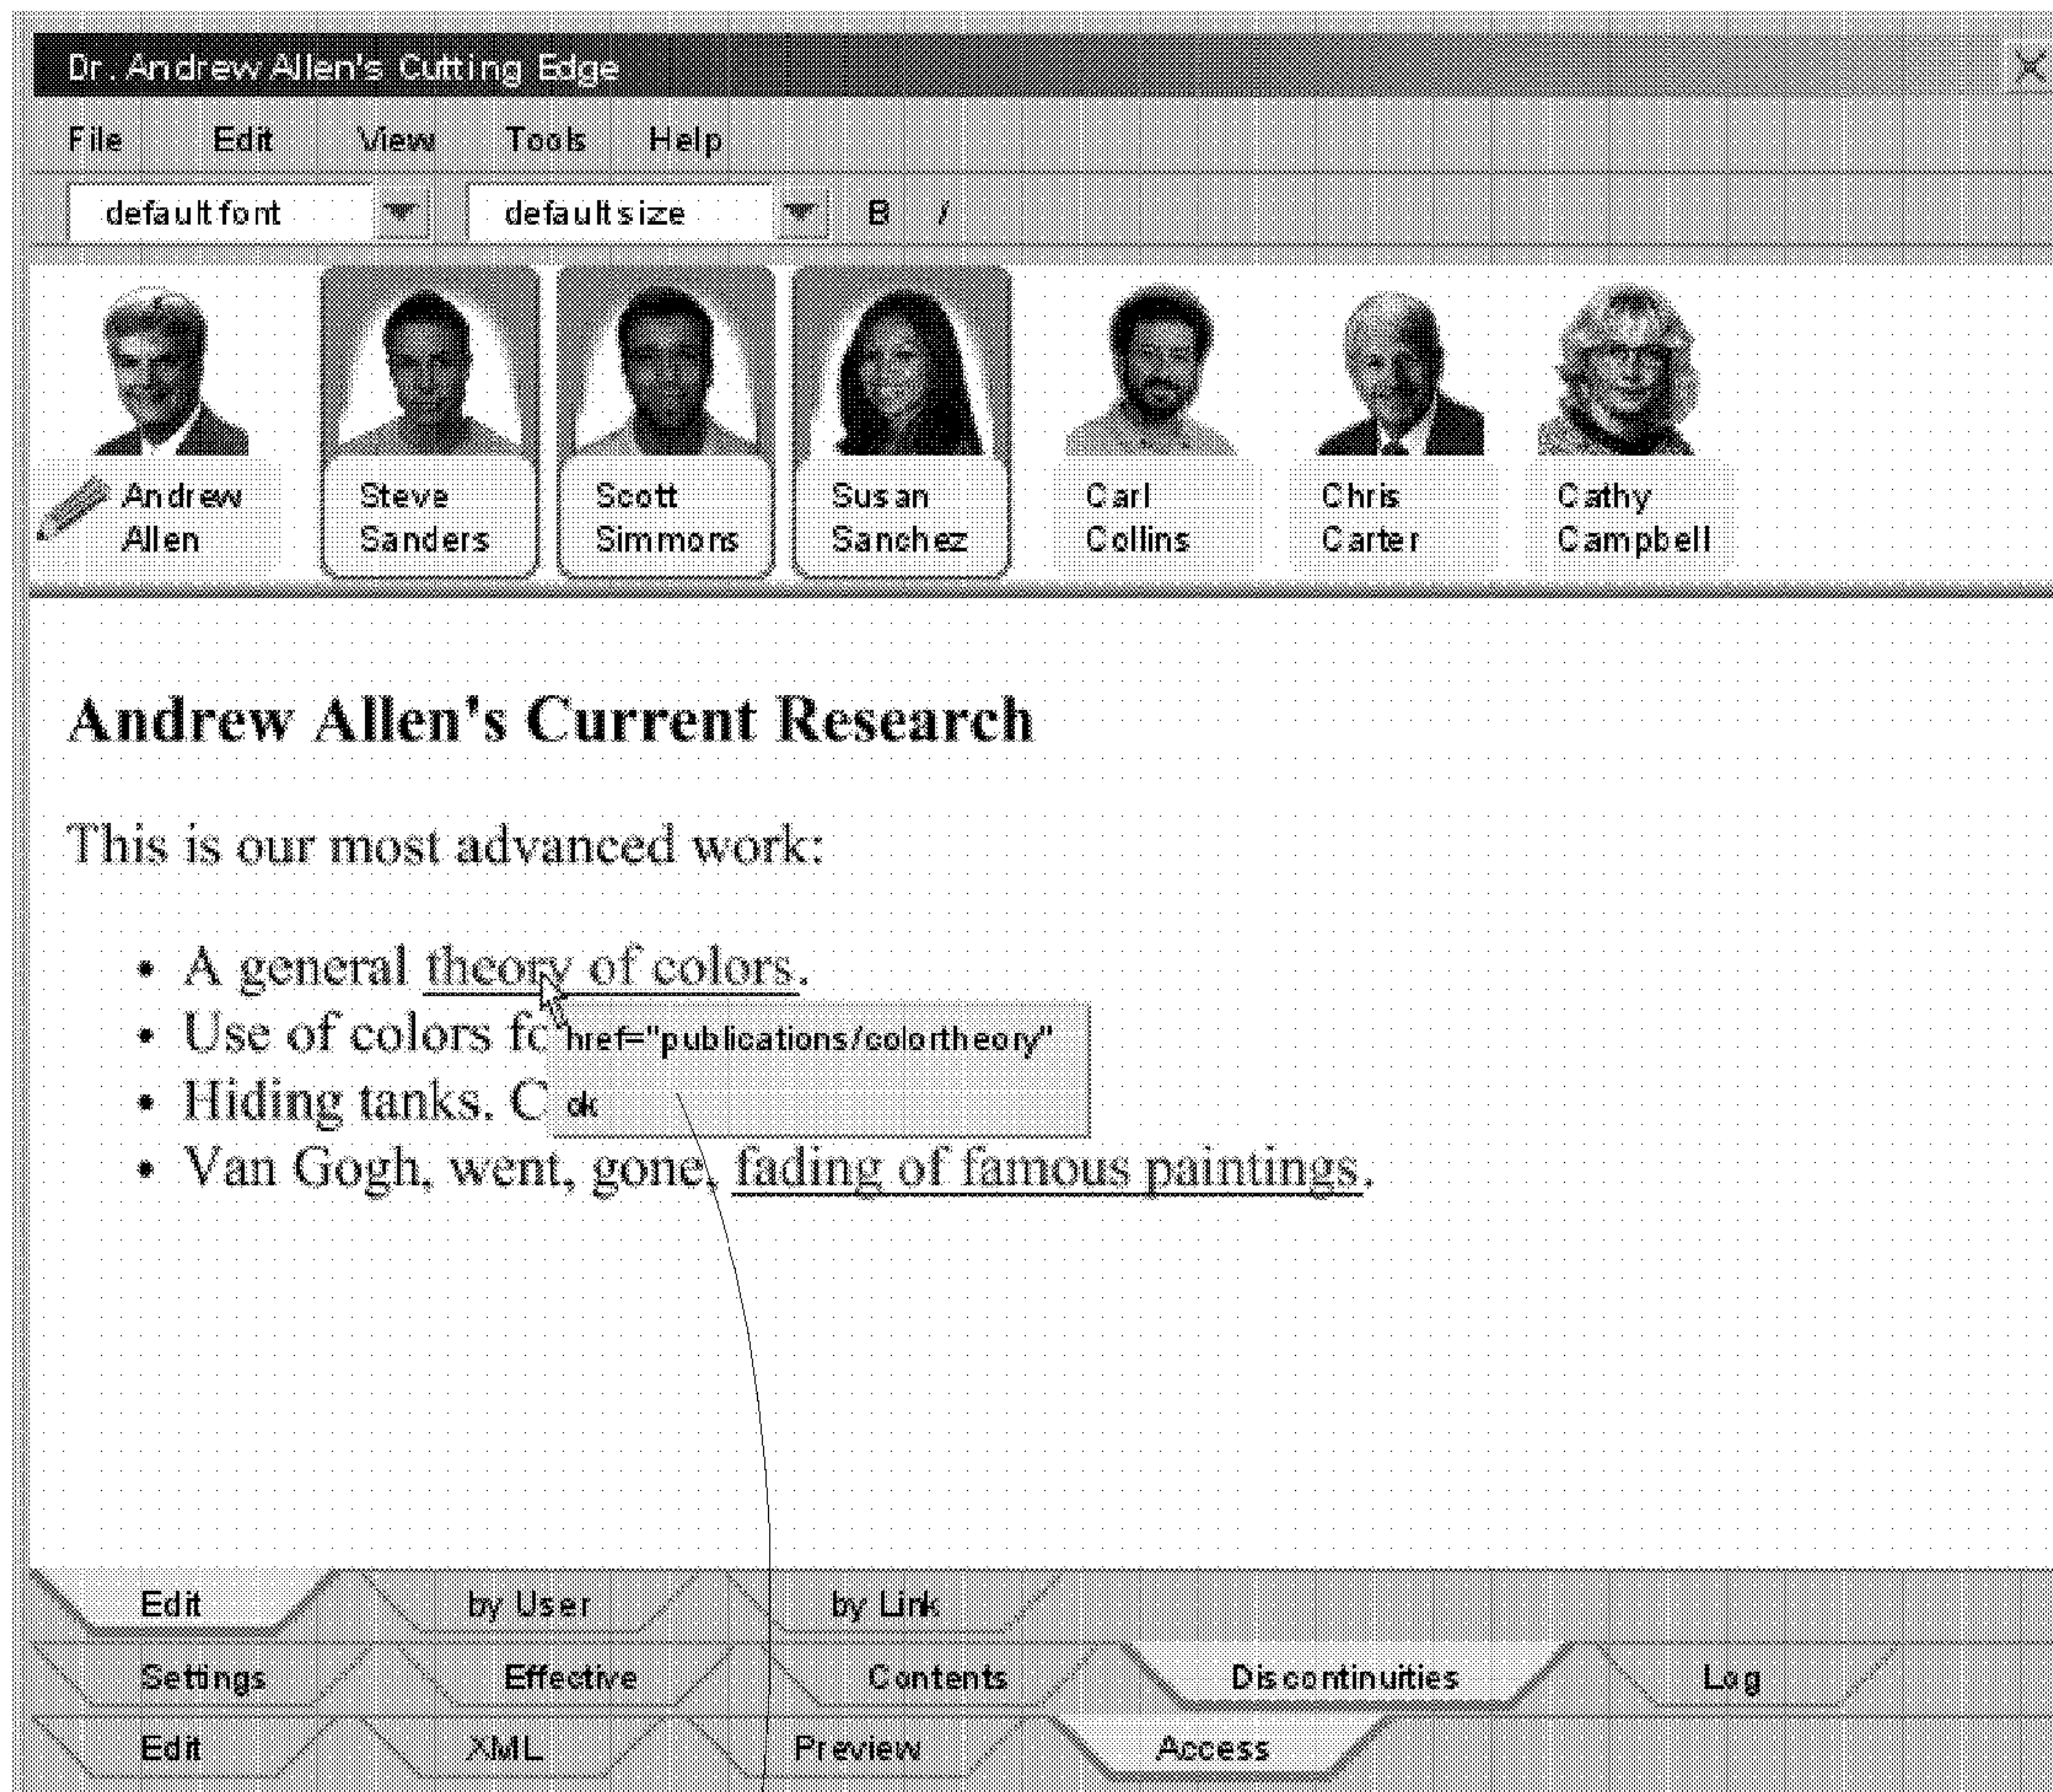 Dr. Andrew Allen's Cutting Edge
File Edit View Tools Help
default font default size B I
Andrew Allen
Steve Sanders
Scott Simmons
Susan Sanchez
Carl Collins
Chris Carter
Cathy Campbell
Andrew Allen's Current Research
This is our most advanced work:
• A general theory of colors.
• Use of colors fo
href="publications/colortheory"
• Hiding tanks. C
ok
• Van Gogh, went, gone, fading of famous paintings.
Edit by User by Link
Settings Effective Contents Discontinuities Log
Edit XML Preview Access